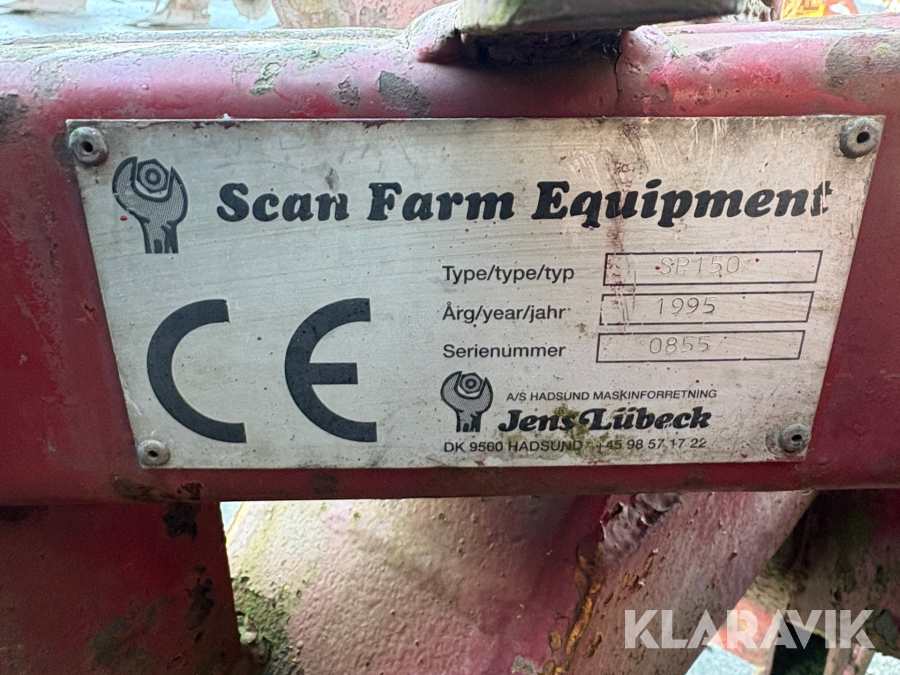 Scan Farm Equipment
Type/type/typ SP150
Årg/year/jahr 1995
Serienummer 0855
CE
A/S HADSUND MASKINFORRETNING
Jens Lübeck
DK 9560 HADSUND +45 98 57 17 22
KLARAVIK